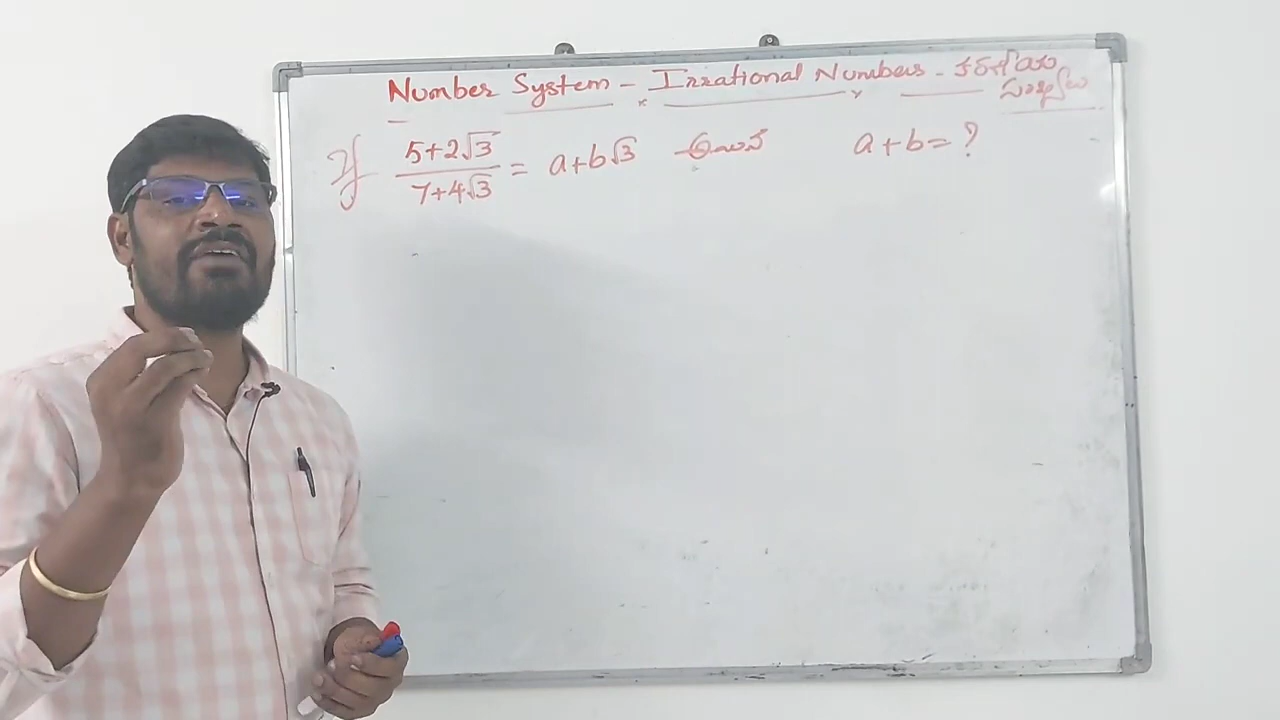 Number System - Irrational Numbers - కరణీయ సంఖ్యలు
If (5+2√3)/(7+4√3) = a+b√3 అయిన a+b=?